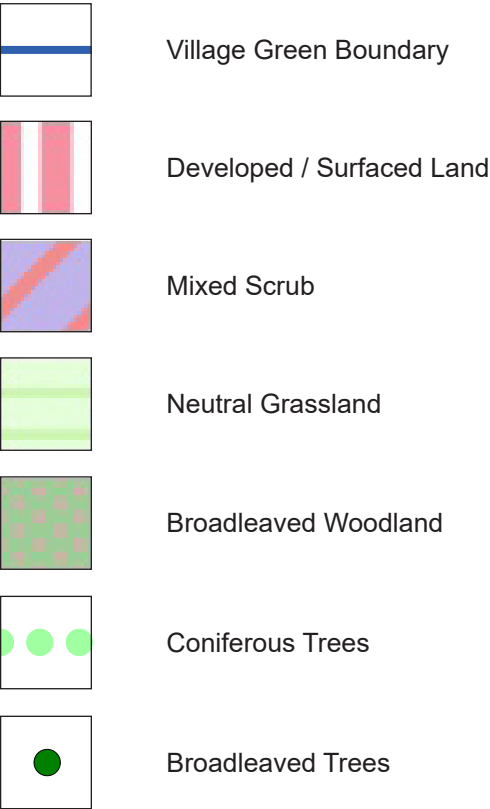 Village Green Boundary
Developed / Surfaced Land
Mixed Scrub
Neutral Grassland
Broadleaved Woodland
Coniferous Trees
Broadleaved Trees